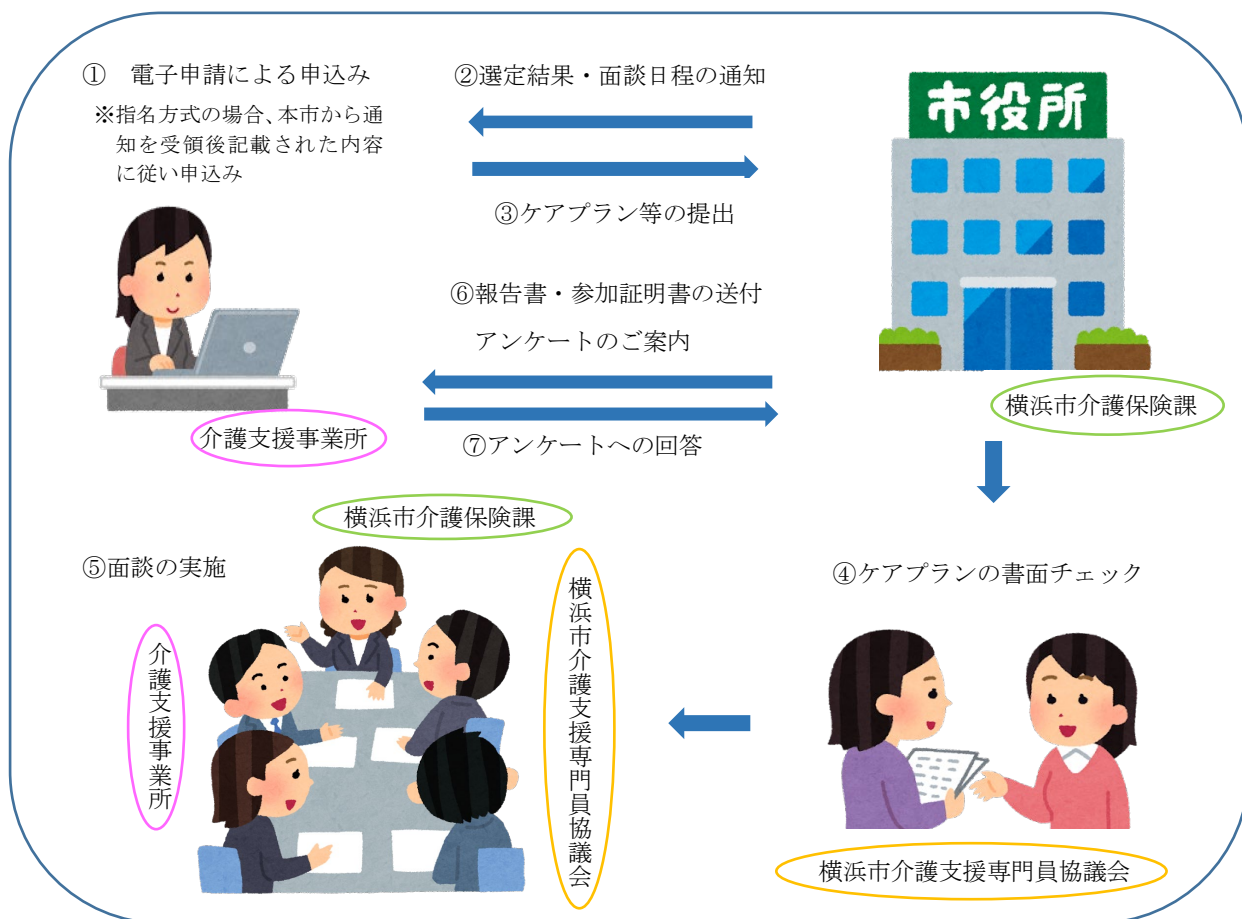 ① 電子申請による申込み
※指名方式の場合、本市から通
知を受領後記載された内容
に従い申込み
②選定結果・面談日程の通知
市役所
③ケアプラン等の提出
⑥報告書・参加証明書の送付
アンケートのご案内
横浜市介護保険課
介護支援事業所
⑦アンケートへの回答
横浜市介護保険課
⑤面談の実施
④ケアプランの書面チェック
介護支援事業所
横浜市介護支援専門員協議会
横浜市介護支援専門員協議会